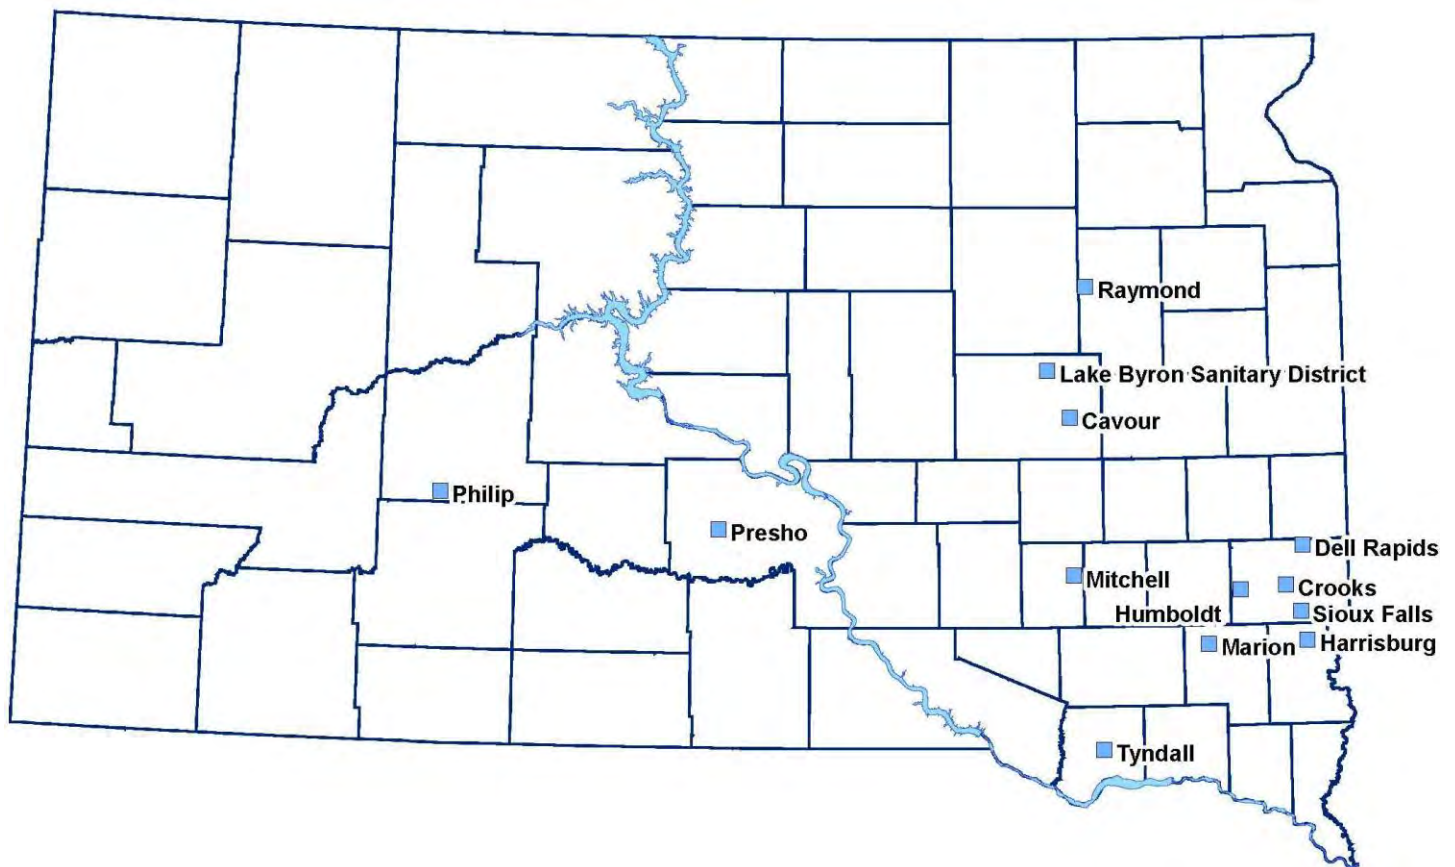 Raymond
Lake Byron Sanitary District
Cavour
Philip
Presho
Dell Rapids
Mitchell
Crooks
Humboldt
Sioux Falls
Marion
Harrisburg
Tyndall